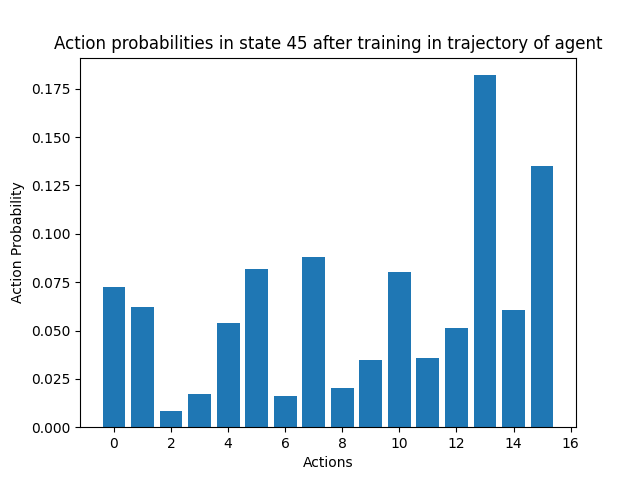 Action probabilities in state 45 after training in trajectory of agent
0.175
0.150
0.125
0.100
0.075
0.050
0.025
0.000
Action Probability
0 2 4 6 8 10 12 14 16
Actions